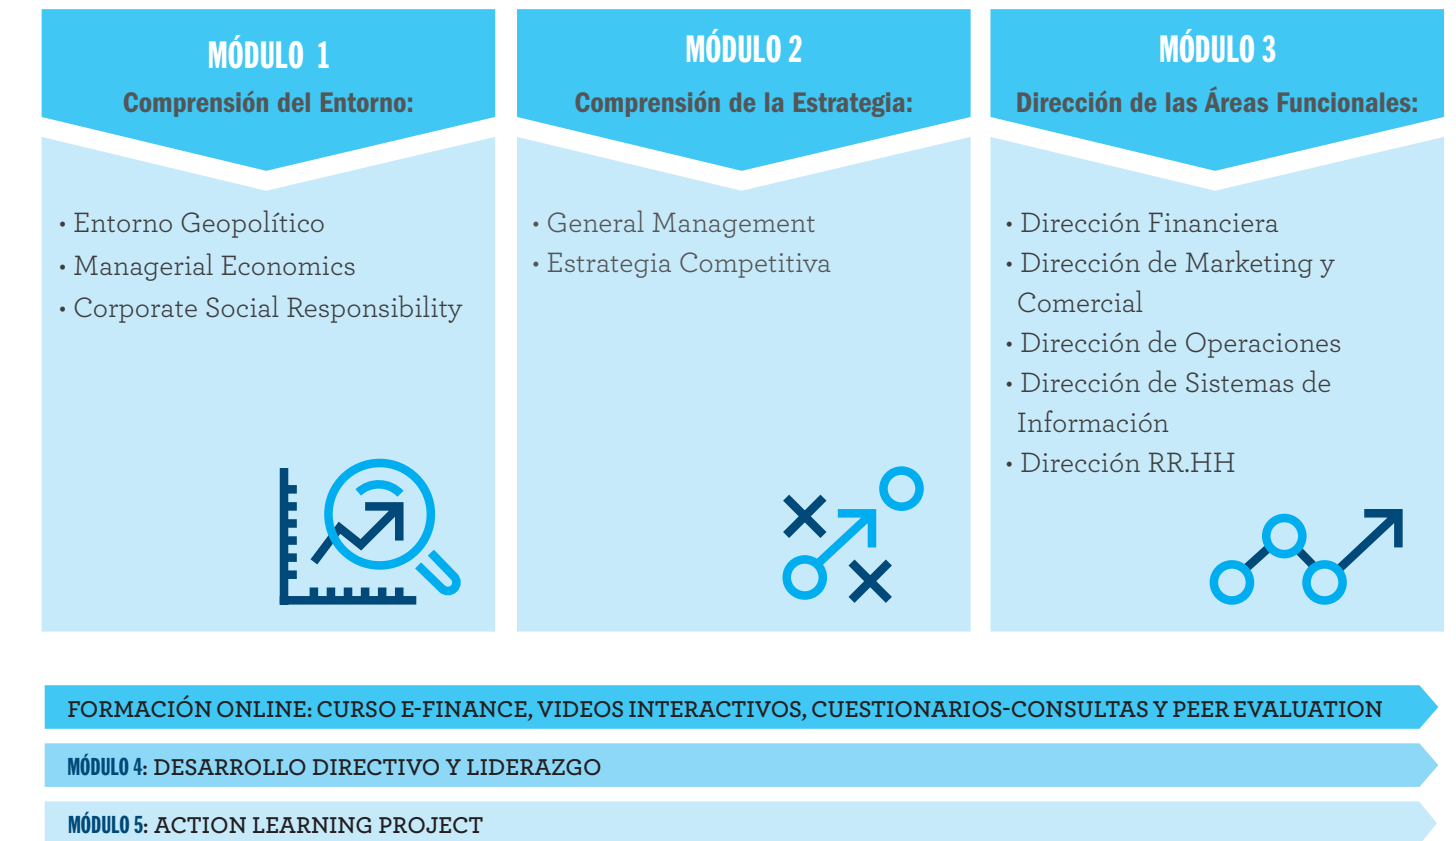 MÓDULO 1
Comprensión del Entorno:
• Entorno Geopolítico
• Managerial Economics
• Corporate Social Responsibility
MÓDULO 2
Comprensión de la Estrategia:
• General Management
• Estrategia Competitiva
MÓDULO 3
Dirección de las Áreas Funcionales:
• Dirección Financiera
• Dirección de Marketing y
Comercial
• Dirección de Operaciones
• Dirección de Sistemas de
Información
• Dirección RR.HH
FORMACIÓN ONLINE: CURSO E-FINANCE, VIDEOS INTERACTIVOS, CUESTIONARIOS-CONSULTAS Y PEER EVALUATION
MÓDULO 4: DESARROLLO DIRECTIVO Y LIDERAZGO
MÓDULO 5: ACTION LEARNING PROJECT